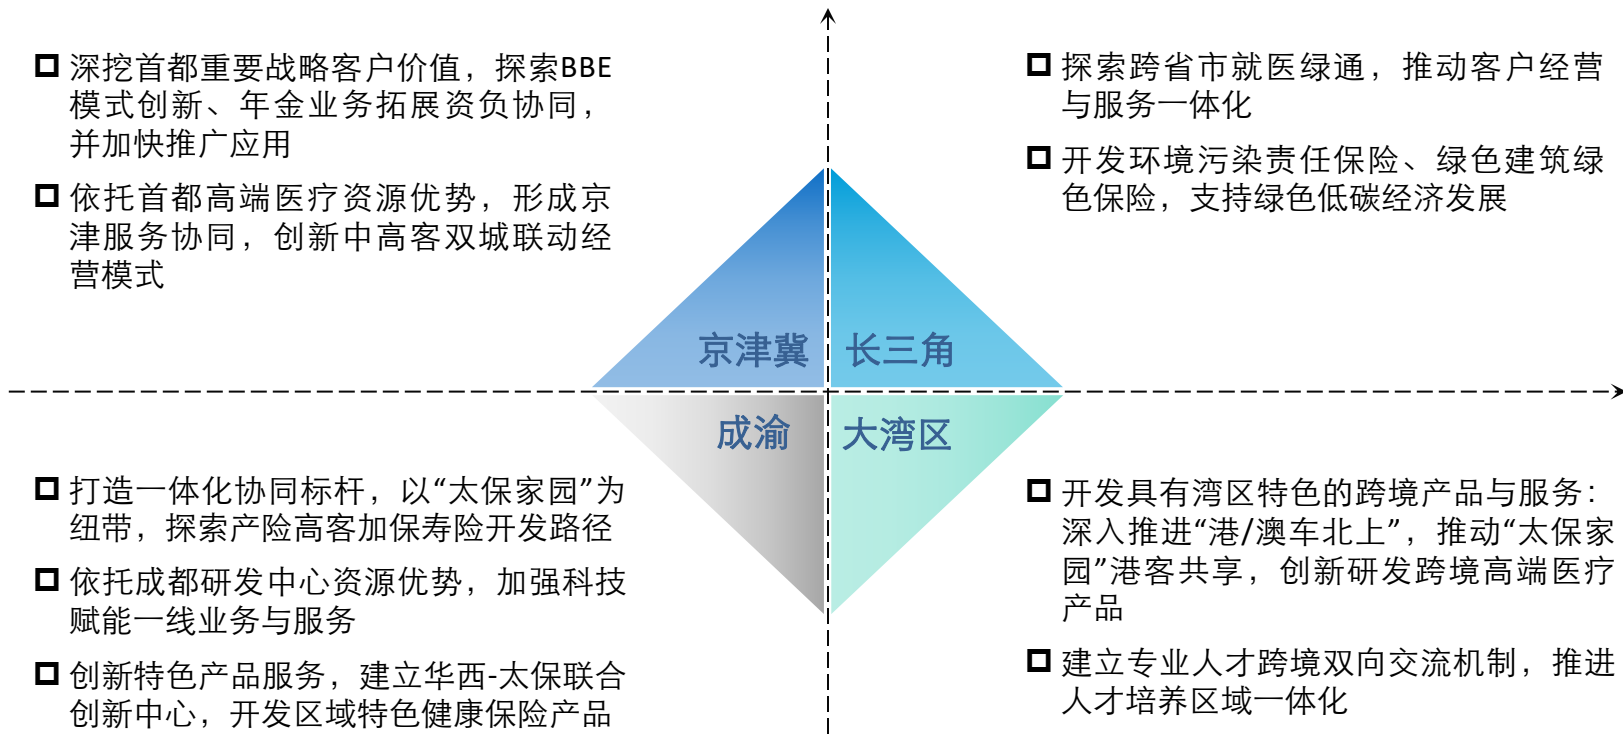 深挖首都重要战略客户价值，探索BBE
模式创新、年金业务拓展资负协同，
并加快推广应用
依托首都高端医疗资源优势，形成京
津服务协同，创新中高客双城联动经
营模式
探索跨省市就医绿通，推动客户经营
与服务一体化
开发环境污染责任保险、绿色建筑绿
色保险，支持绿色低碳经济发展
京津冀
长三角
成渝
大湾区
打造一体化协同标杆，以“太保家园”为
纽带，探索产险高客加保寿险开发路径
依托成都研发中心资源优势，加强科技
赋能一线业务与服务
创新特色产品服务，建立华西-太保联合
创新中心，开发区域特色健康保险产品
开发具有湾区特色的跨境产品与服务：
深入推进“港/澳车北上”，推动“太保家
园”港客共享，创新研发跨境高端医疗
产品
建立专业人才跨境双向交流机制，推进
人才培养区域一体化